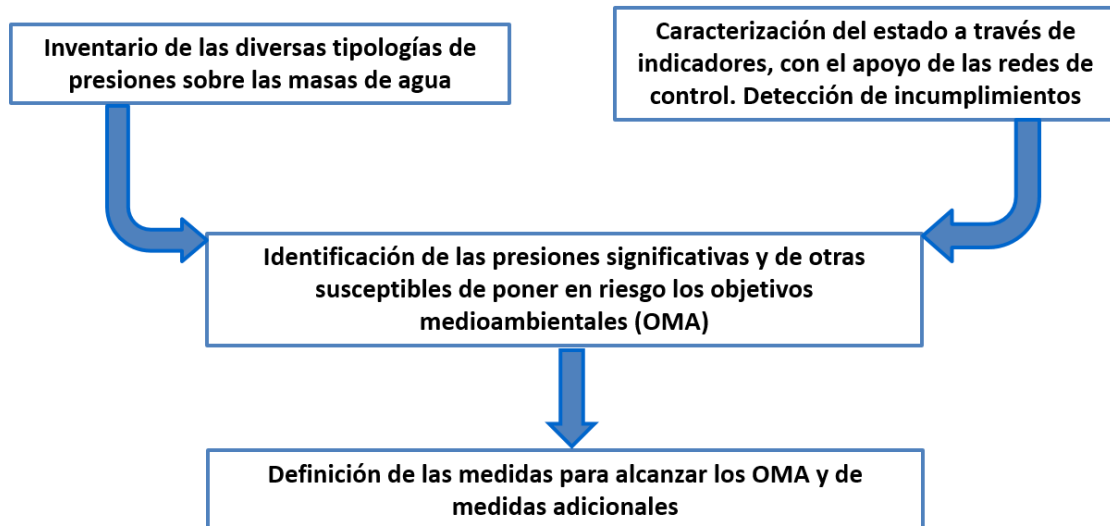 Inventario de las diversas tipologías de
presiones sobre las masas de agua
Caracterización del estado a través de
indicadores, con el apoyo de las redes de
control. Detección de incumplimientos
Identificación de las presiones significativas y de otras
susceptibles de poner en riesgo los objetivos
medioambientales (OMA)
Definición de las medidas para alcanzar los OMA y de
medidas adicionales